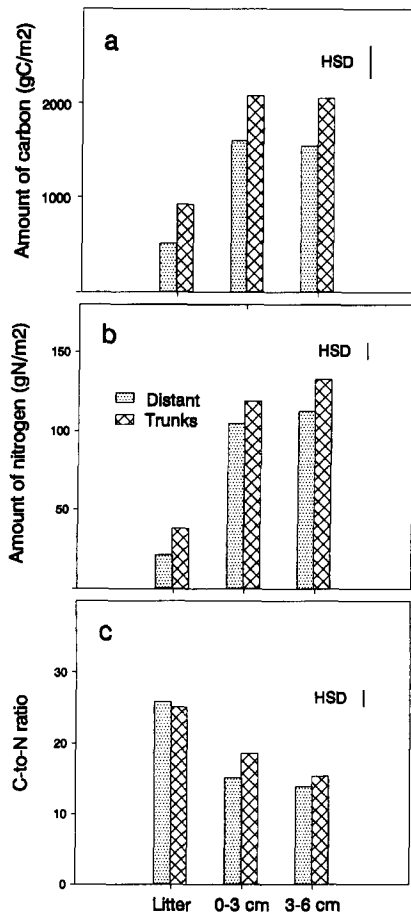 a
HSD
Amount of carbon (gC/m2)
2000
1000
b
HSD
Amount of nitrogen (gN/m2)
150
100
50
Distant
Trunks
c
HSD
C-to-N ratio
30
20
10
0
Litter 0-3 cm 3-6 cm